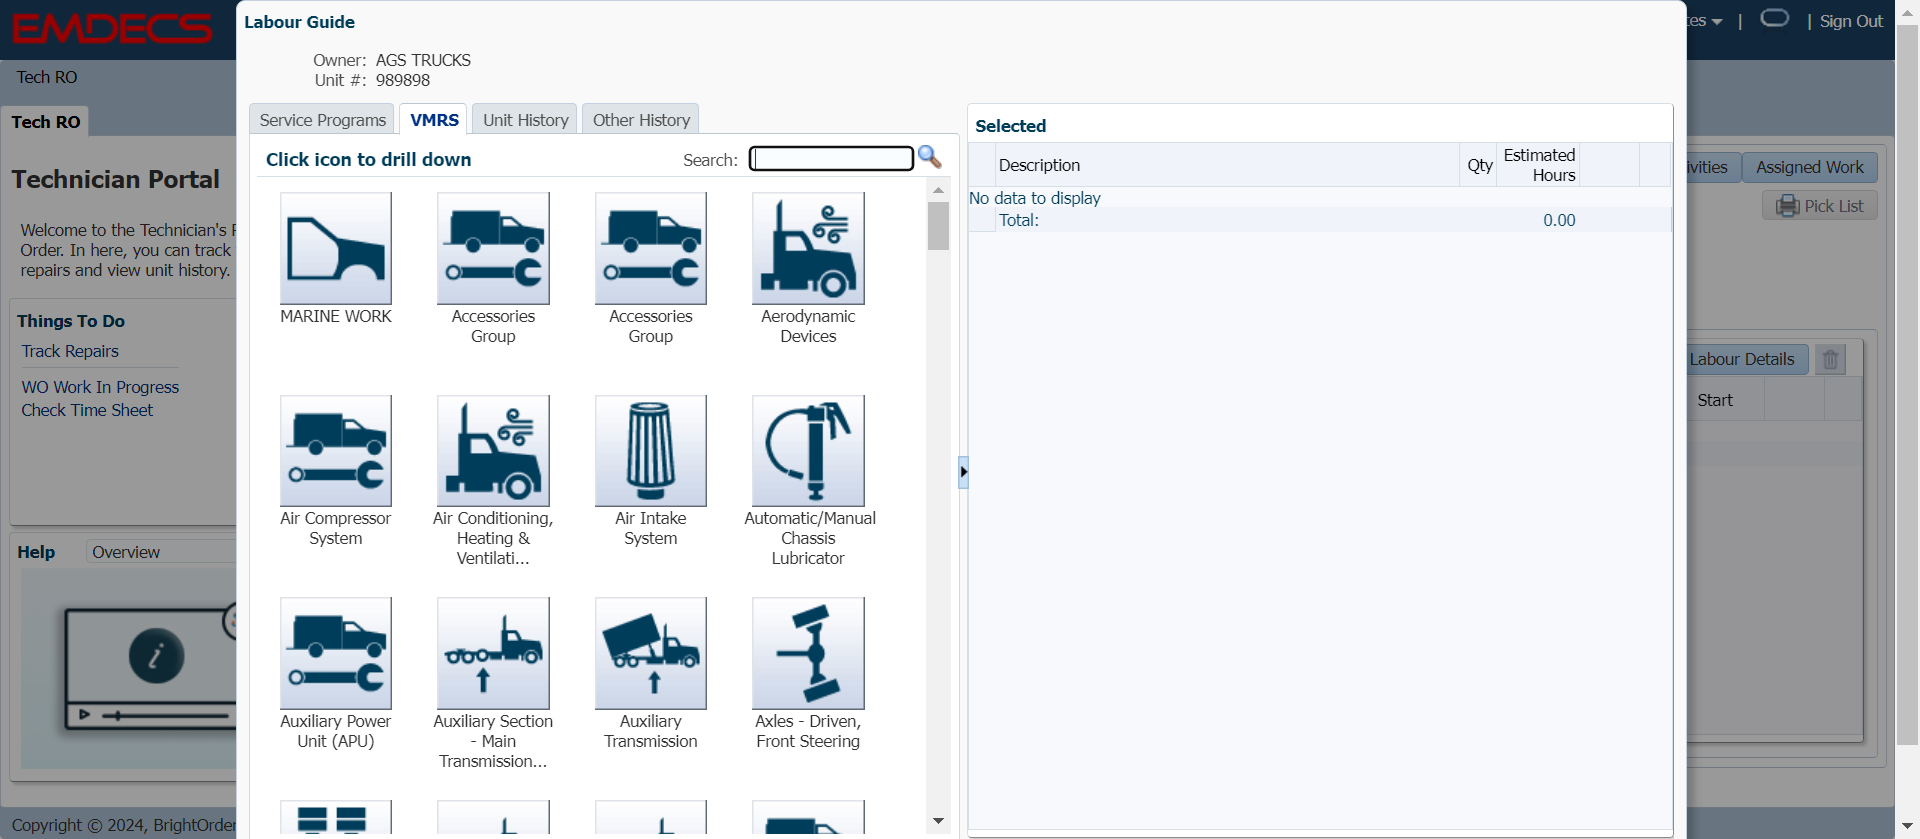 EMDECS
tes | | Sign Out
Tech RO
Tech RO
Technician Portal
Welcome to the Technician's
Order. In here, you can track
repairs and view unit history.
Things To Do
Track Repairs
WO Work In Progress
Check Time Sheet
Help Overview
i
Copyright © 2024, BrightOrder
Labour Guide
Owner: AGS TRUCKS
Unit #: 989898
Service Programs VMRS Unit History Other History
Click icon to drill down Search:
MARINE WORK
Accessories
Group
Accessories
Group
Aerodynamic
Devices
Air Compressor
System
Air Conditioning,
Heating &
Ventilati...
Air Intake
System
Automatic/Manual
Chassis
Lubricator
Auxiliary Power
Unit (APU)
Auxiliary Section
- Main
Transmission...
Auxiliary
Transmission
Axles - Driven,
Front Steering
Selected
Description Qty Estimated
Hours
No data to display
Total: 0.00
ivities Assigned Work
Pick List
Labour Details
Start